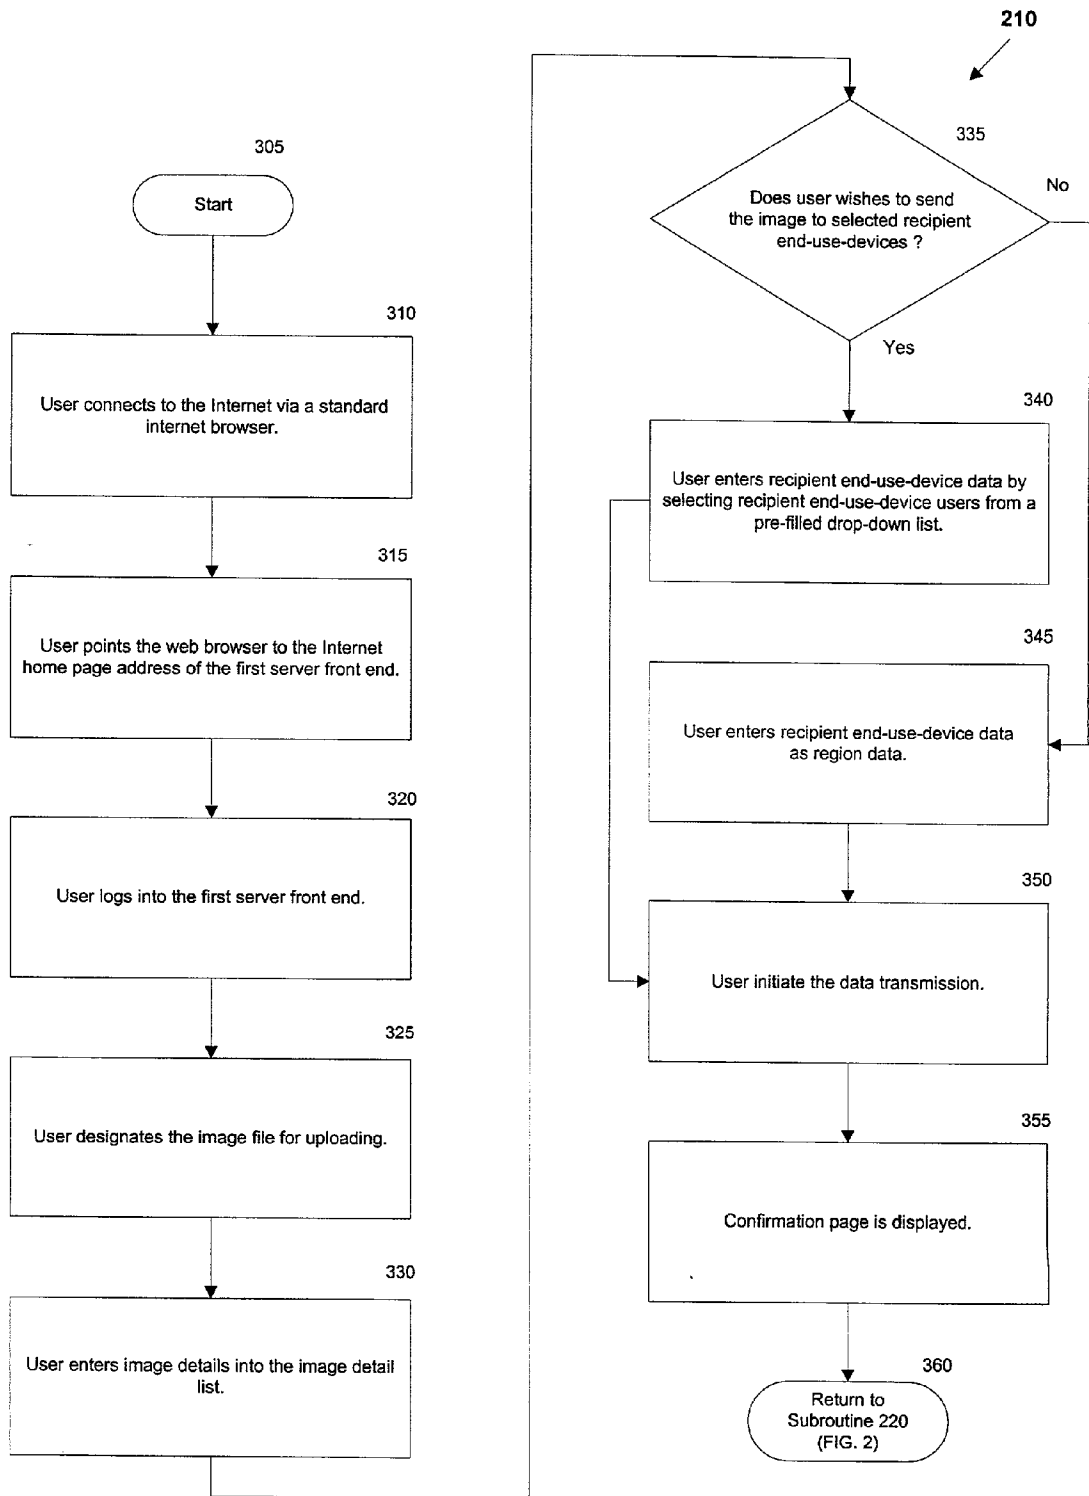 210
305
Start
310
User connects to the Internet via a standard
internet browser.
315
User points the web browser to the Internet
home page address of the first server front end.
320
User logs into the first server front end.
325
User designates the image file for uploading.
330
User enters image details into the image detail
list.
335
Does user wishes to send
the image to selected recipient
end-use-devices ?
No
Yes
340
User enters recipient end-use-device data by
selecting recipient end-use-device users from a
pre-filled drop-down list.
345
User enters recipient end-use-device data
as region data.
350
User initiate the data transmission.
355
Confirmation page is displayed.
360
Return to
Subroutine 220
(FIG. 2)